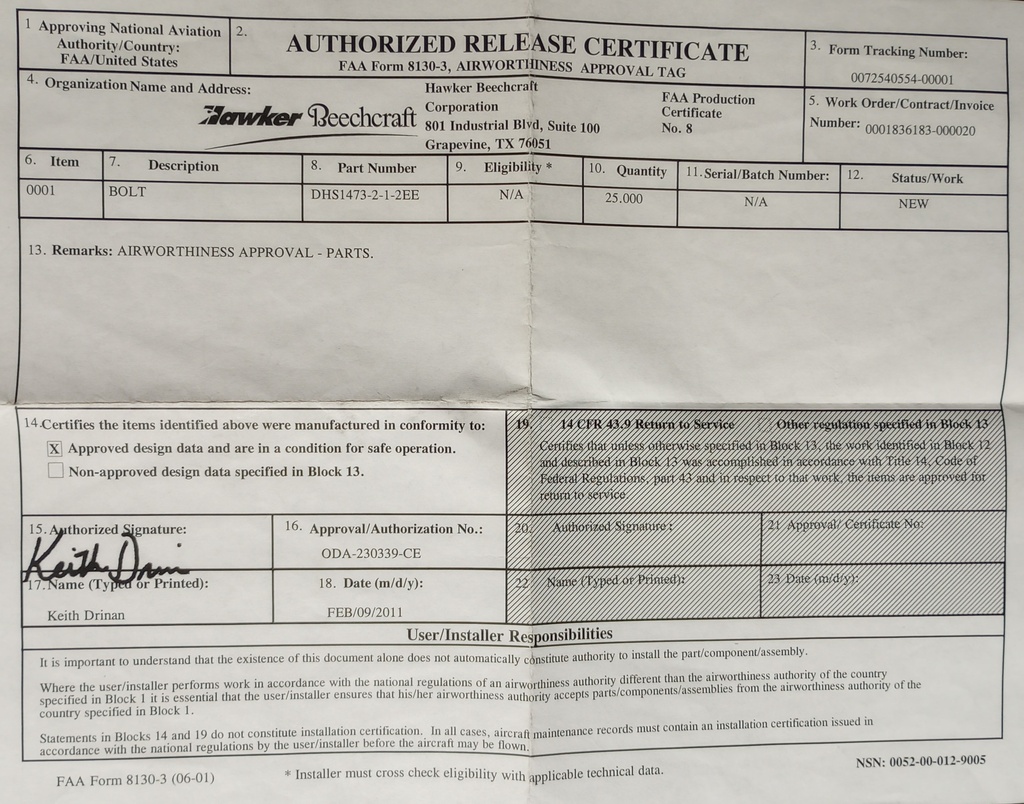 1 Approving National Aviation
Authority/Country:
FAA/United States
2.
AUTHORIZED RELEASE CERTIFICATE
FAA Form 8130-3, AIRWORTHINESS APPROVAL TAG
3. Form Tracking Number:
0072540554-00001
4. Organization Name and Address:
Hawker Beechcraft
Hawker Beechcraft
Corporation
801 Industrial Blvd, Suite 100
Grapevine, TX 76051
FAA Production
Certificate
No. 8
5. Work Order/Contract/Invoice
Number: 0001836183-000020
6. Item
7. Description
8. Part Number
9. Eligibility *
10. Quantity
11. Serial/Batch Number:
12. Status/Work
0001
BOLT
DHS1473-2-1-2EE
N/A
25.000
N/A
NEW
13. Remarks: AIRWORTHINESS APPROVAL - PARTS.
14. Certifies the items identified above were manufactured in conformity to:
X Approved design data and are in a condition for safe operation.
Non-approved design data specified in Block 13.
19. 14 CFR 43.9 Return to Service Other regulation specified in Block 13
Certifies that unless otherwise specified in Block 13, the work identified in Block 12
and described in Block 13 was accomplished in accordance with Title 14, Code of
Federal Regulations, part 43 and in respect to that work, the items are approved for
return to service.
15. Authorized Signature:
Keith Drinan
16. Approval/Authorization No.:
ODA-230339-CE
20. Authorized Signature:
21 Approval/ Certificate No:
17. Name (Typed or Printed):
Keith Drinan
18. Date (m/d/y):
FEB/09/2011
22 Name (Typed or Printed):
23 Date (m/d/y):
User/Installer Responsibilities
It is important to understand that the existence of this document alone does not automatically constitute authority to install the part/component/assembly.
Where the user/installer performs work in accordance with the national regulations of an airworthiness authority different than the airworthiness authority of the country
specified in Block 1 it is essential that the user/installer ensures that his/her airworthiness authority accepts parts/components/assemblies from the airworthiness authority of the
country specified in Block 1.
Statements in Blocks 14 and 19 do not constitute installation certification. In all cases, aircraft maintenance records must contain an installation certification issued in
accordance with the national regulations by the user/installer before the aircraft may be flown.
FAA Form 8130-3 (06-01)
* Installer must cross check eligibility with applicable technical data.
NSN: 0052-00-012-9005